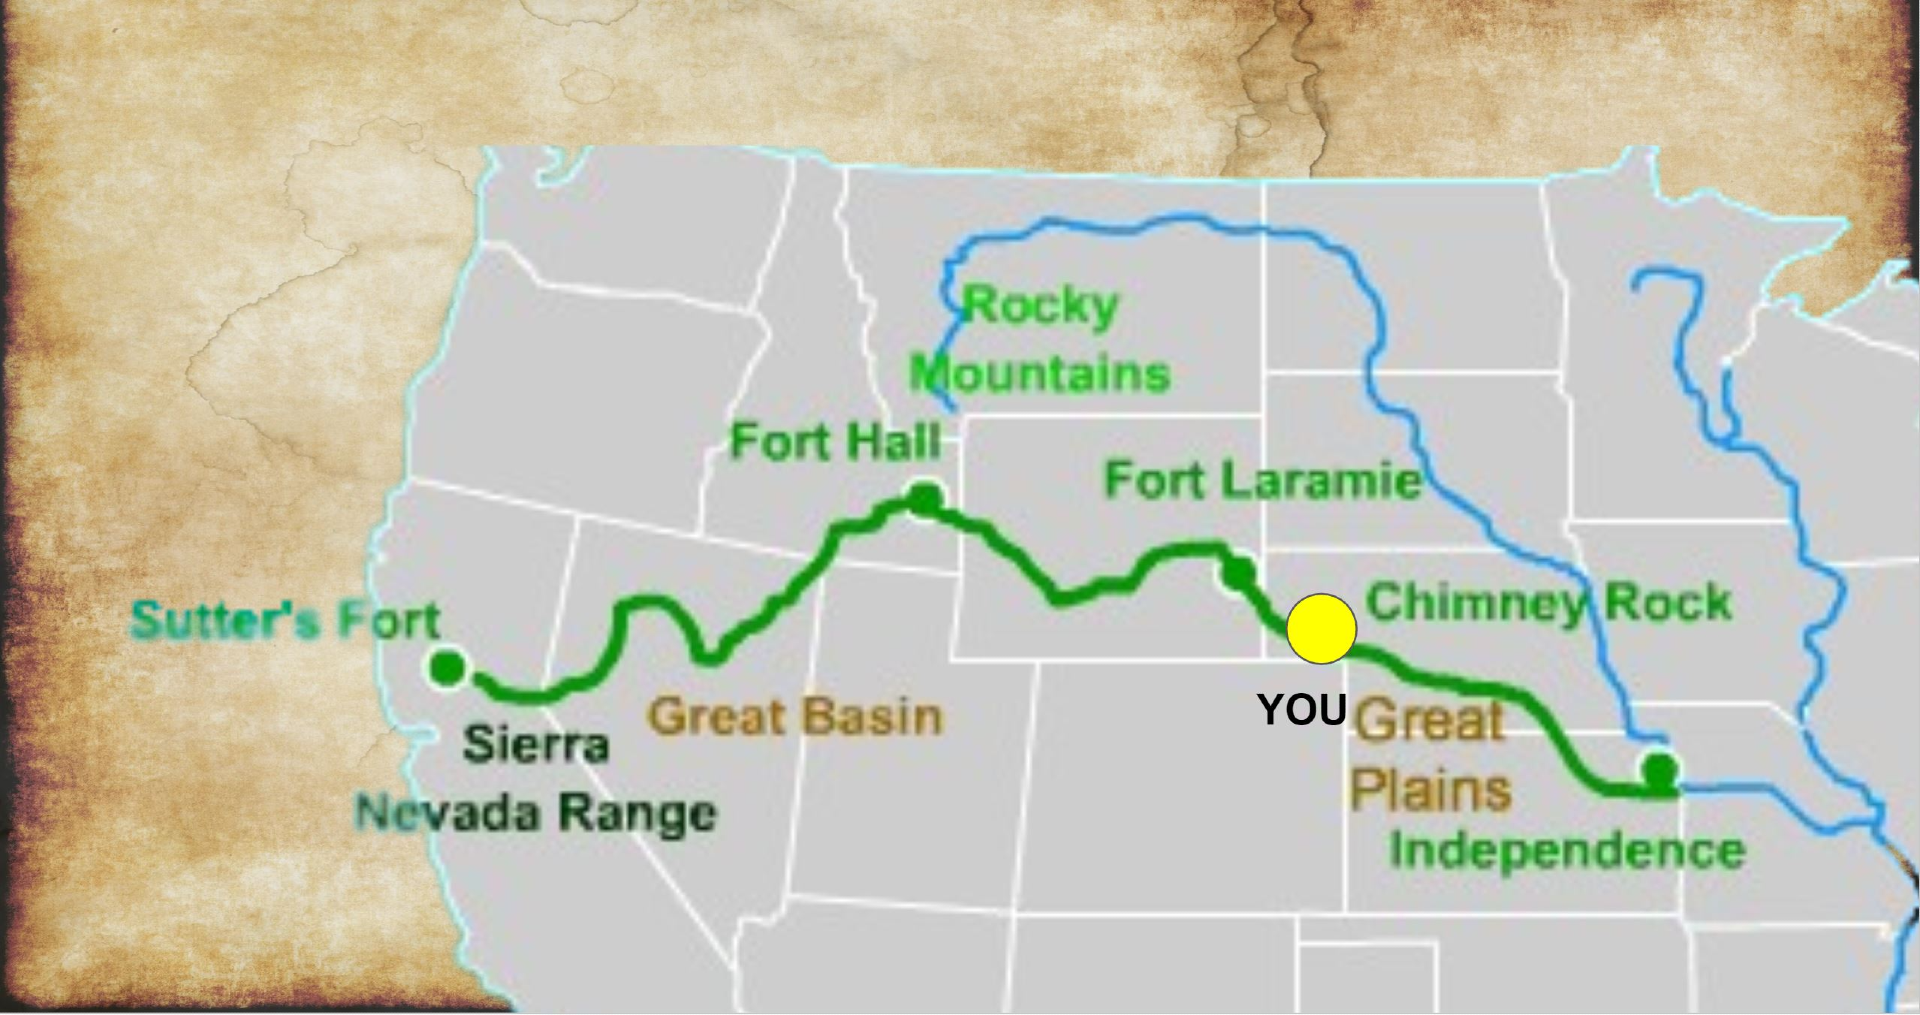 Rocky
Mountains
Fort Hall
Fort Laramie
Chimney Rock
Sutter's Fort
YOU
Great Basin
Great
Plains
Sierra
Nevada Range
Independence